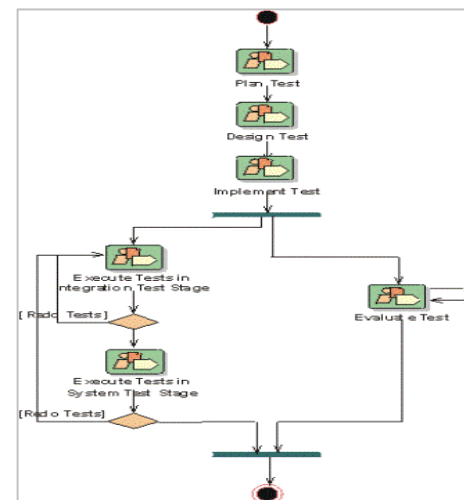 Plan Test
Design Test
Implement Test
Execute Tests in
Integration Test Stage
[Redo Tests]
Evaluate Test
Execute Tests in
System Test Stage
[Redo Tests]